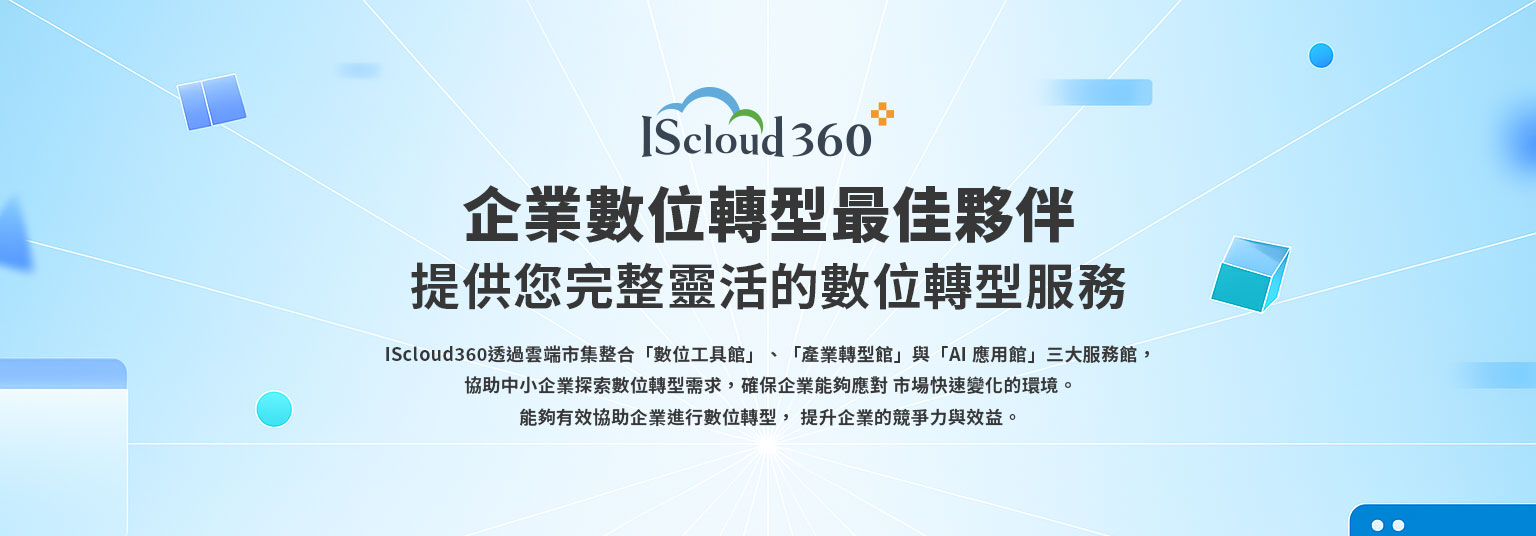 IScloud360
企業數位轉型最佳夥伴
提供您完整靈活的數位轉型服務
IScloud360透過雲端市集整合「數位工具館」、「產業轉型館」與「AI 應用館」三大服務館，
協助中小企業探索數位轉型需求，確保企業能夠應對 市場快速變化的環境。
能夠有效協助企業進行數位轉型， 提升企業的競爭力與效益。